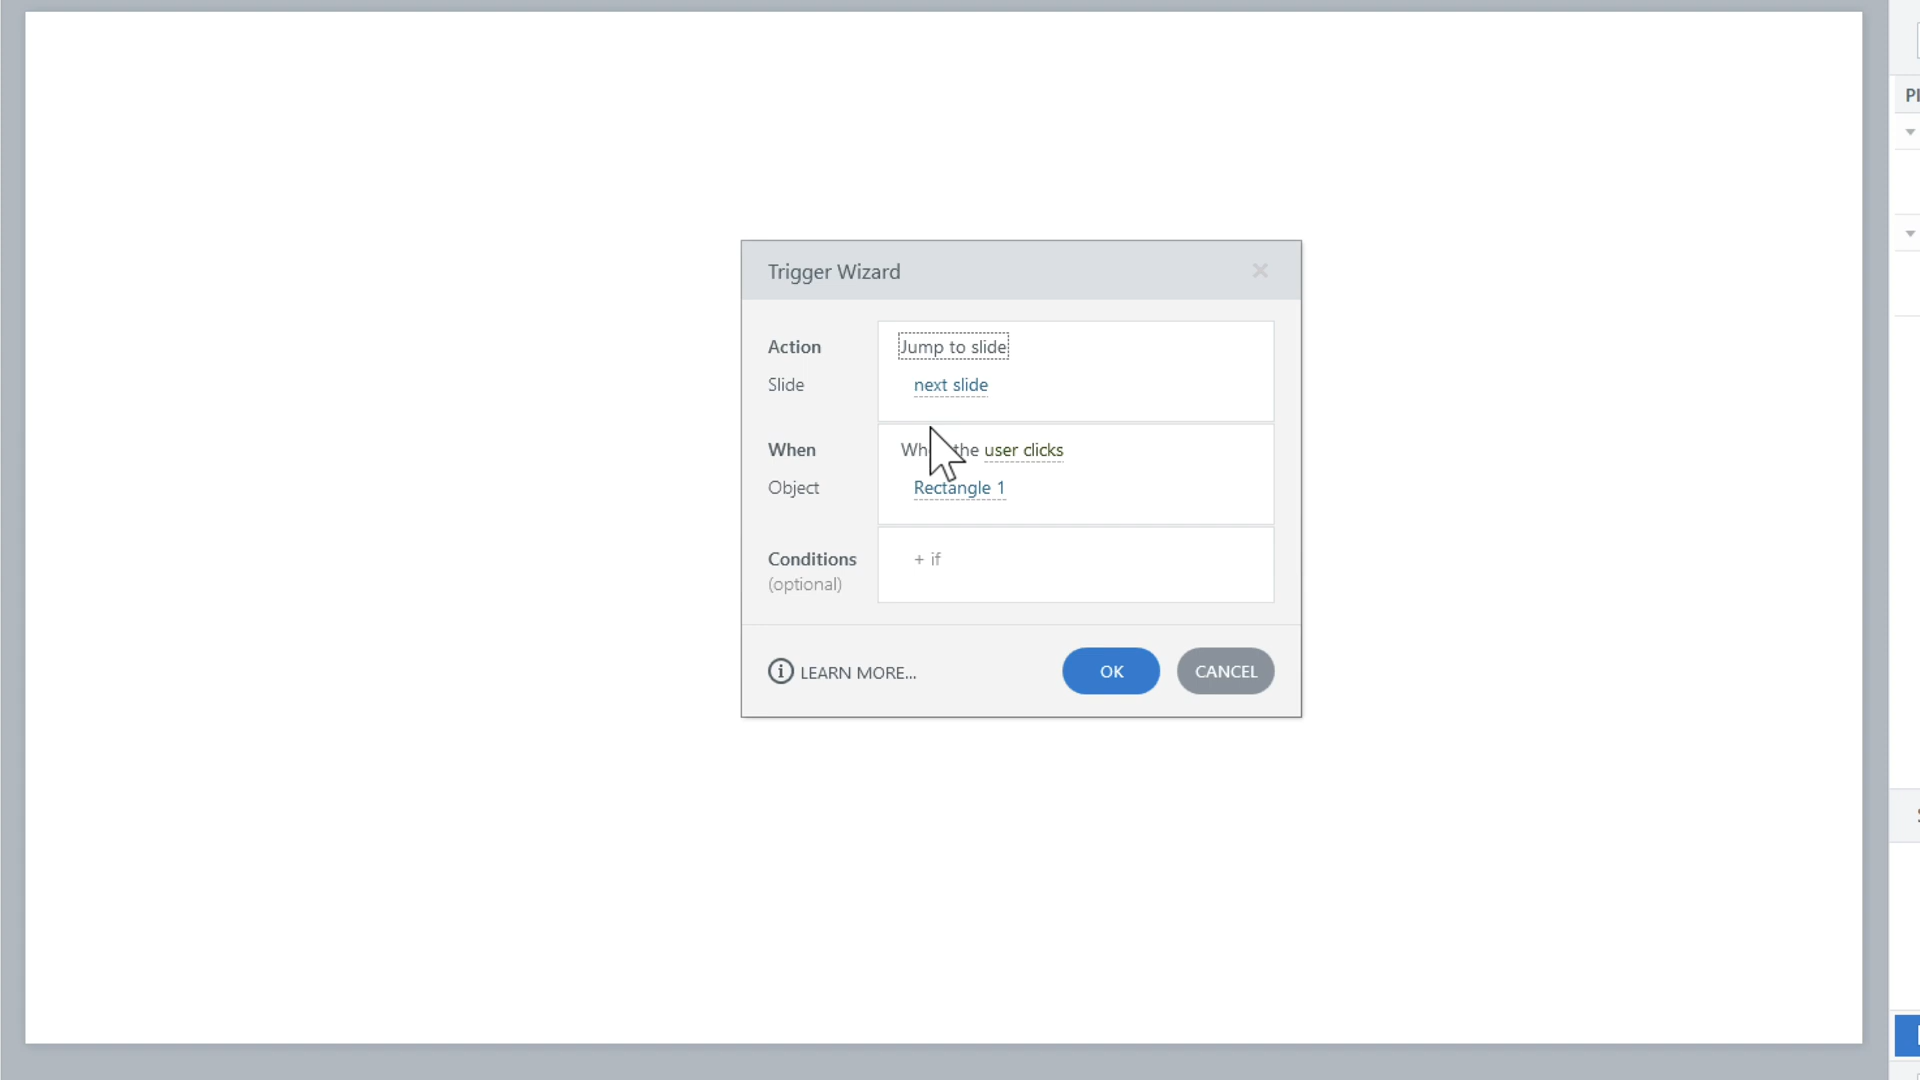 Trigger Wizard
Action
Jump to slide
Slide
next slide
When
the user clicks
Object
Rectangle 1
Conditions
+ if
(optional)
LEARN MORE...
OK
CANCEL